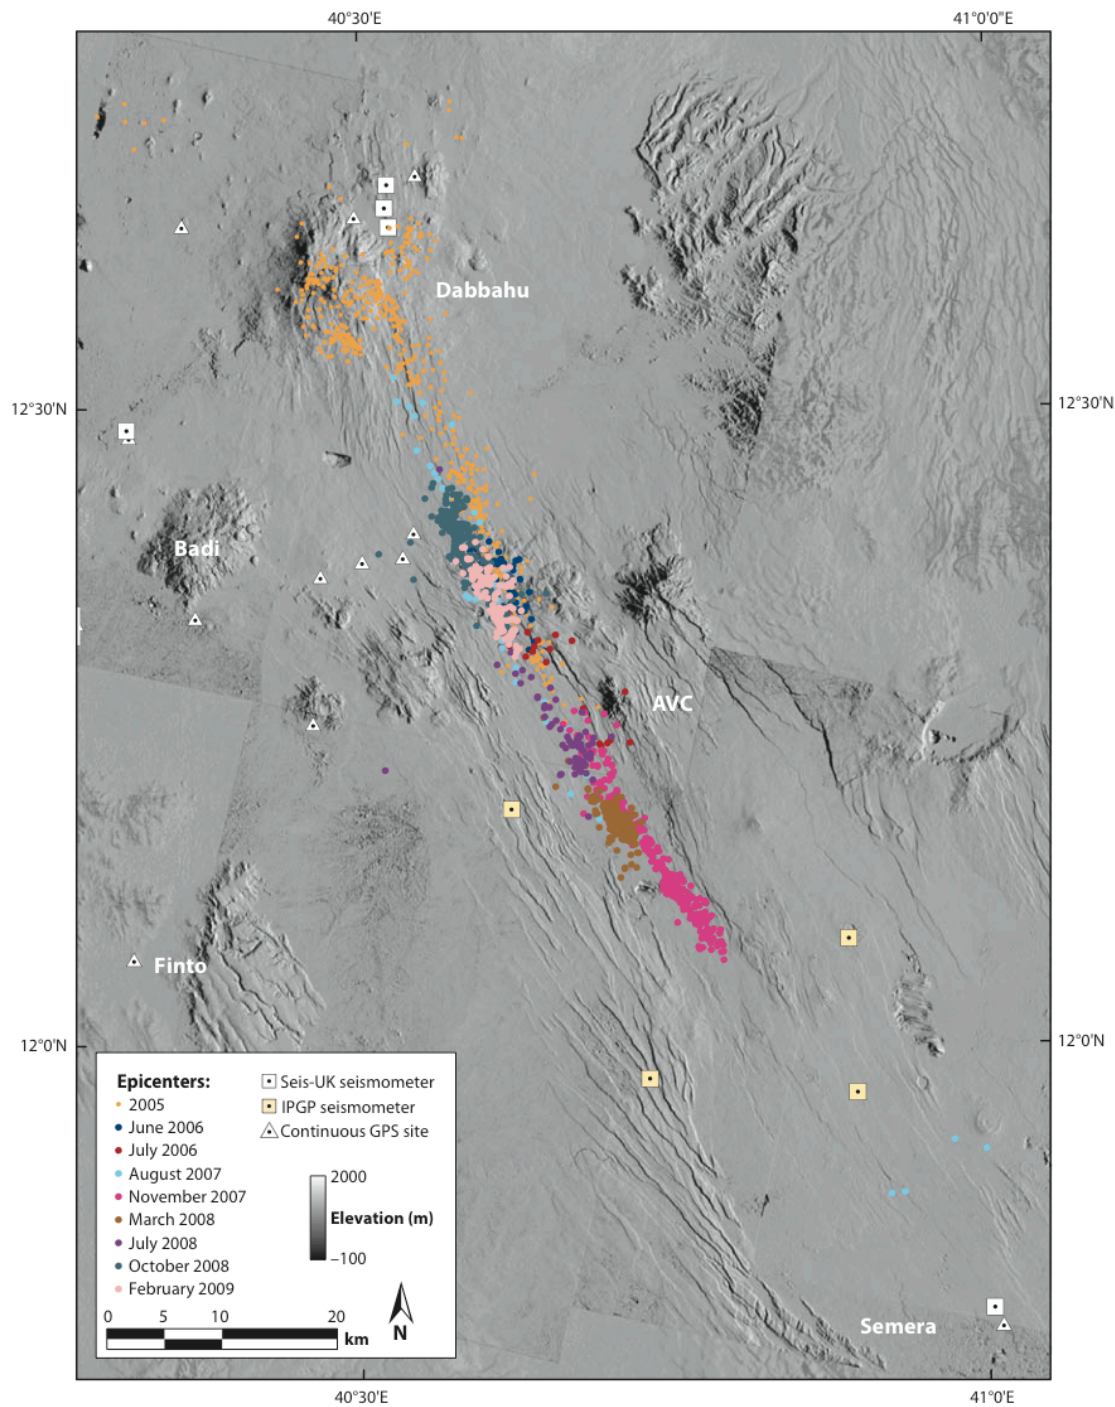 40°30'E
41°0'0"E
Dabbahu
12°30'N
12°30'N
Badi
AVC
Finto
12°0'N
12°0'N
Epicenters:
2005
June 2006
July 2006
August 2007
November 2007
March 2008
July 2008
October 2008
February 2009
Seis-UK seismometer
IPGP seismometer
Continuous GPS site
2000
Elevation (m)
–100
0 5 10 20
km
N
Semera
40°30'E
41°0'E